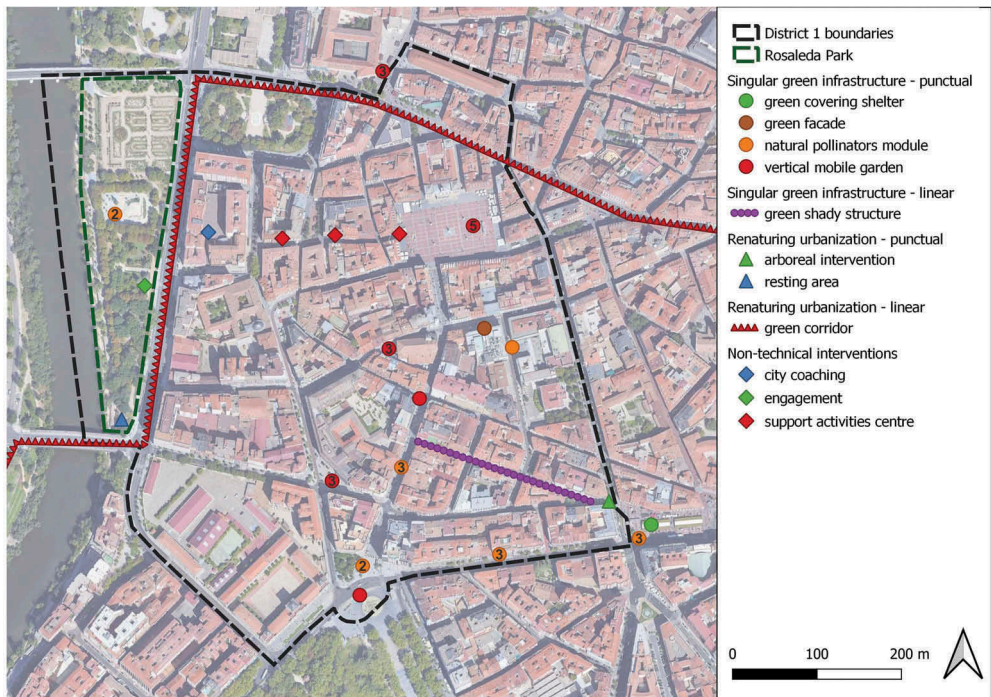 District 1 boundaries
Rosaleda Park
Singular green infrastructure - punctual
green covering shelter
green facade
natural pollinators module
vertical mobile garden
Singular green infrastructure - linear
green shady structure
Renaturing urbanization - punctual
arboreal intervention
resting area
Renaturing urbanization - linear
green corridor
Non-technical interventions
city coaching
engagement
support activities centre
0 100 200 m
3
2
5
3
3
3
3
3
2